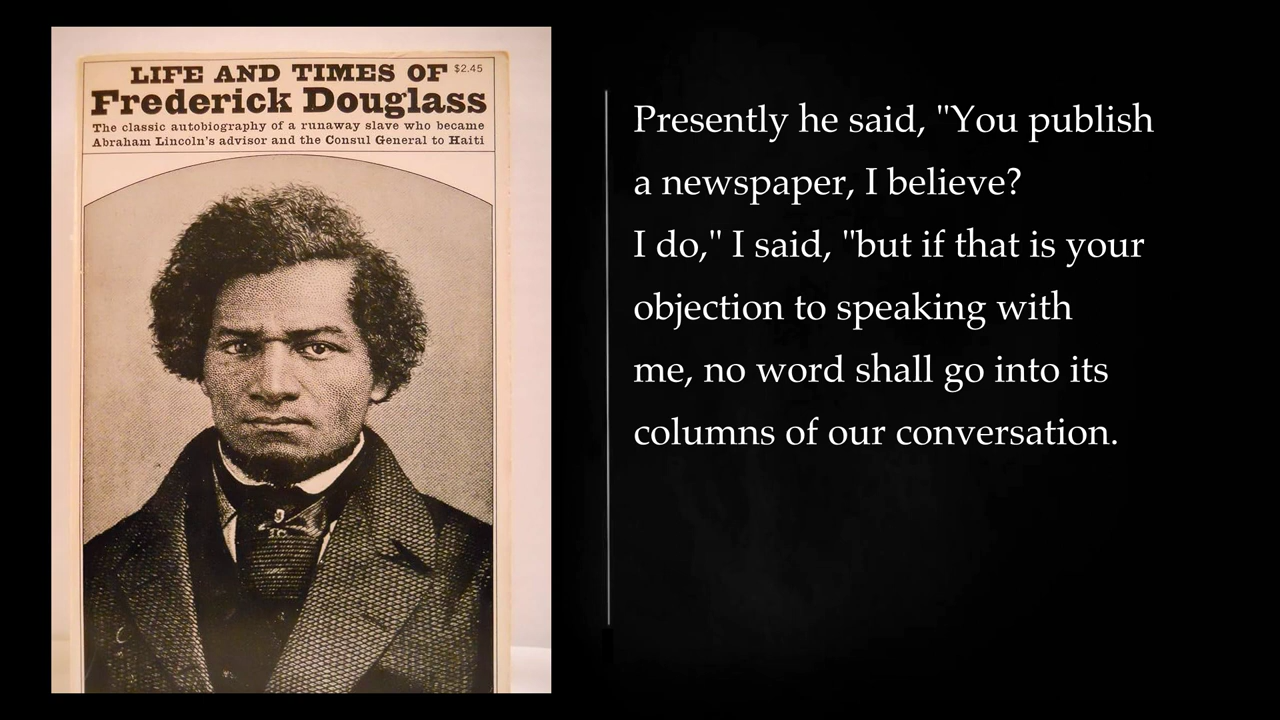 LIFE AND TIMES OF $2.45
Frederick Douglass
The classic autobiography of a runaway slave who became
Abraham Lincoln's advisor and the Consul General to Haiti
Presently he said, "You publish
a newspaper, I believe?
I do," I said, "but if that is your
objection to speaking with
me, no word shall go into its
columns of our conversation.